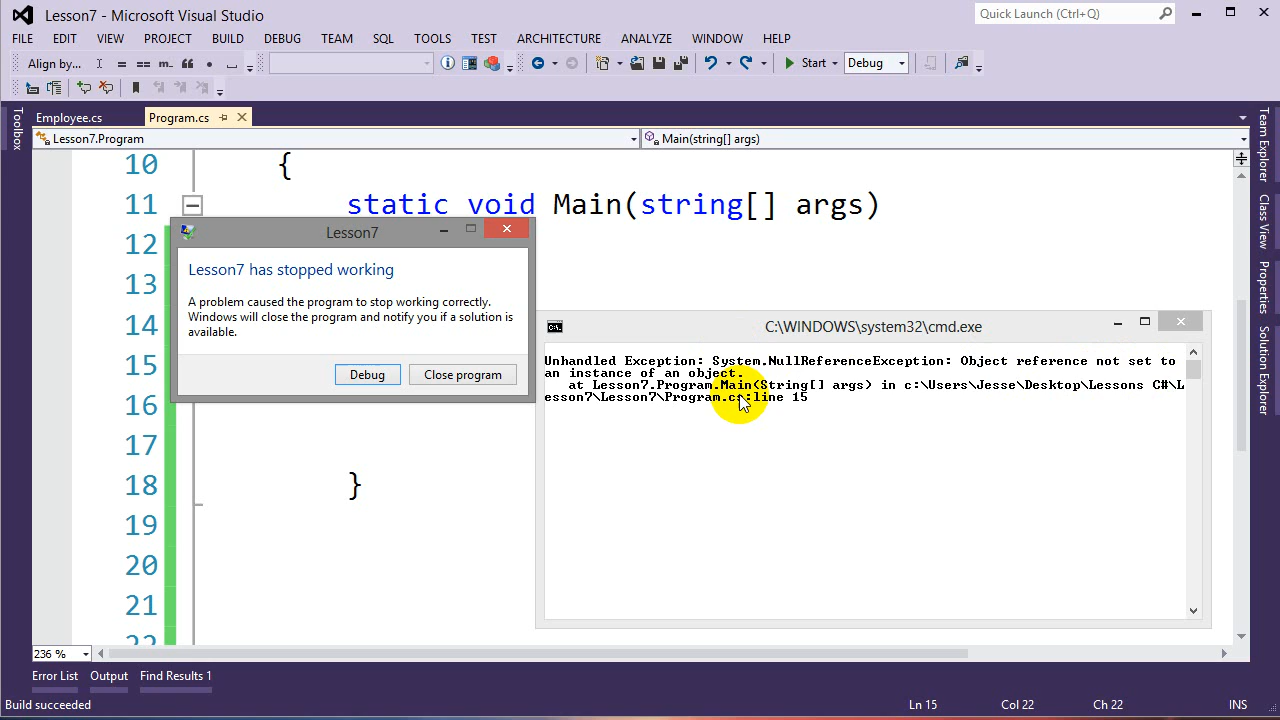 Lesson7 - Microsoft Visual Studio
Quick Launch (Ctrl+Q)
FILE EDIT VIEW PROJECT BUILD DEBUG TEAM SQL TOOLS TEST ARCHITECTURE ANALYZE WINDOW HELP
Align by... Start Debug
Employee.cs Program.cs
Lesson7.Program Main(string[] args)
Toolbox
Team Explorer
Class View
Properties
Solution Explorer
10 {
11 static void Main(string[] args)
12
13
14
15
16
17
18 }
19
20
21
22
Lesson7
Lesson7 has stopped working
A problem caused the program to stop working correctly.
Windows will close the program and notify you if a solution is
available.
Debug Close program
C:\WINDOWS\system32\cmd.exe
Unhandled Exception: System.NullReferenceException: Object reference not set to
an instance of an object.
at Lesson7.Program.Main(String[] args) in c:\Users\Jesse\Desktop\Lessons C#\L
esson7\Lesson7\Program.cs:line 15
236 %
Error List Output Find Results 1
Build succeeded Ln 15 Col 22 Ch 22 INS